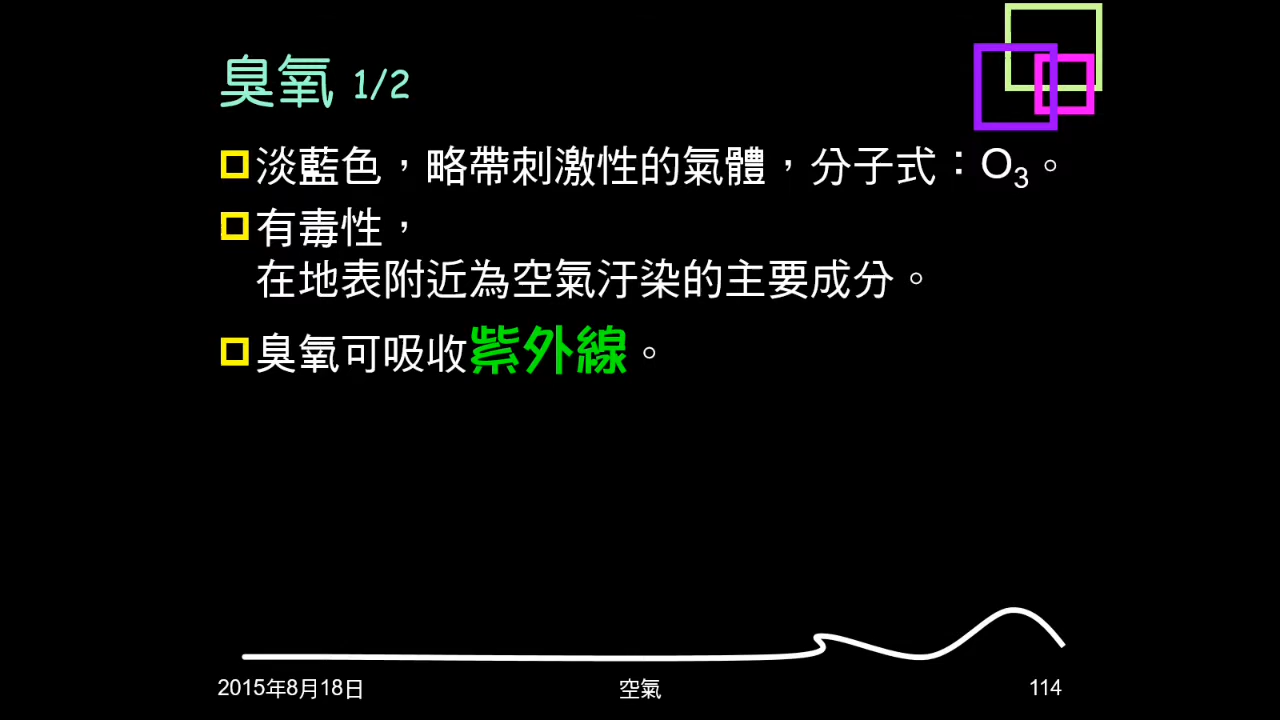 臭氧 1/2
淡藍色，略帶刺激性的氣體，分子式：O₃。
有毒性，
在地表附近為空氣汙染的主要成分。
臭氧可吸收紫外線。
2015年8月18日
空氣
114